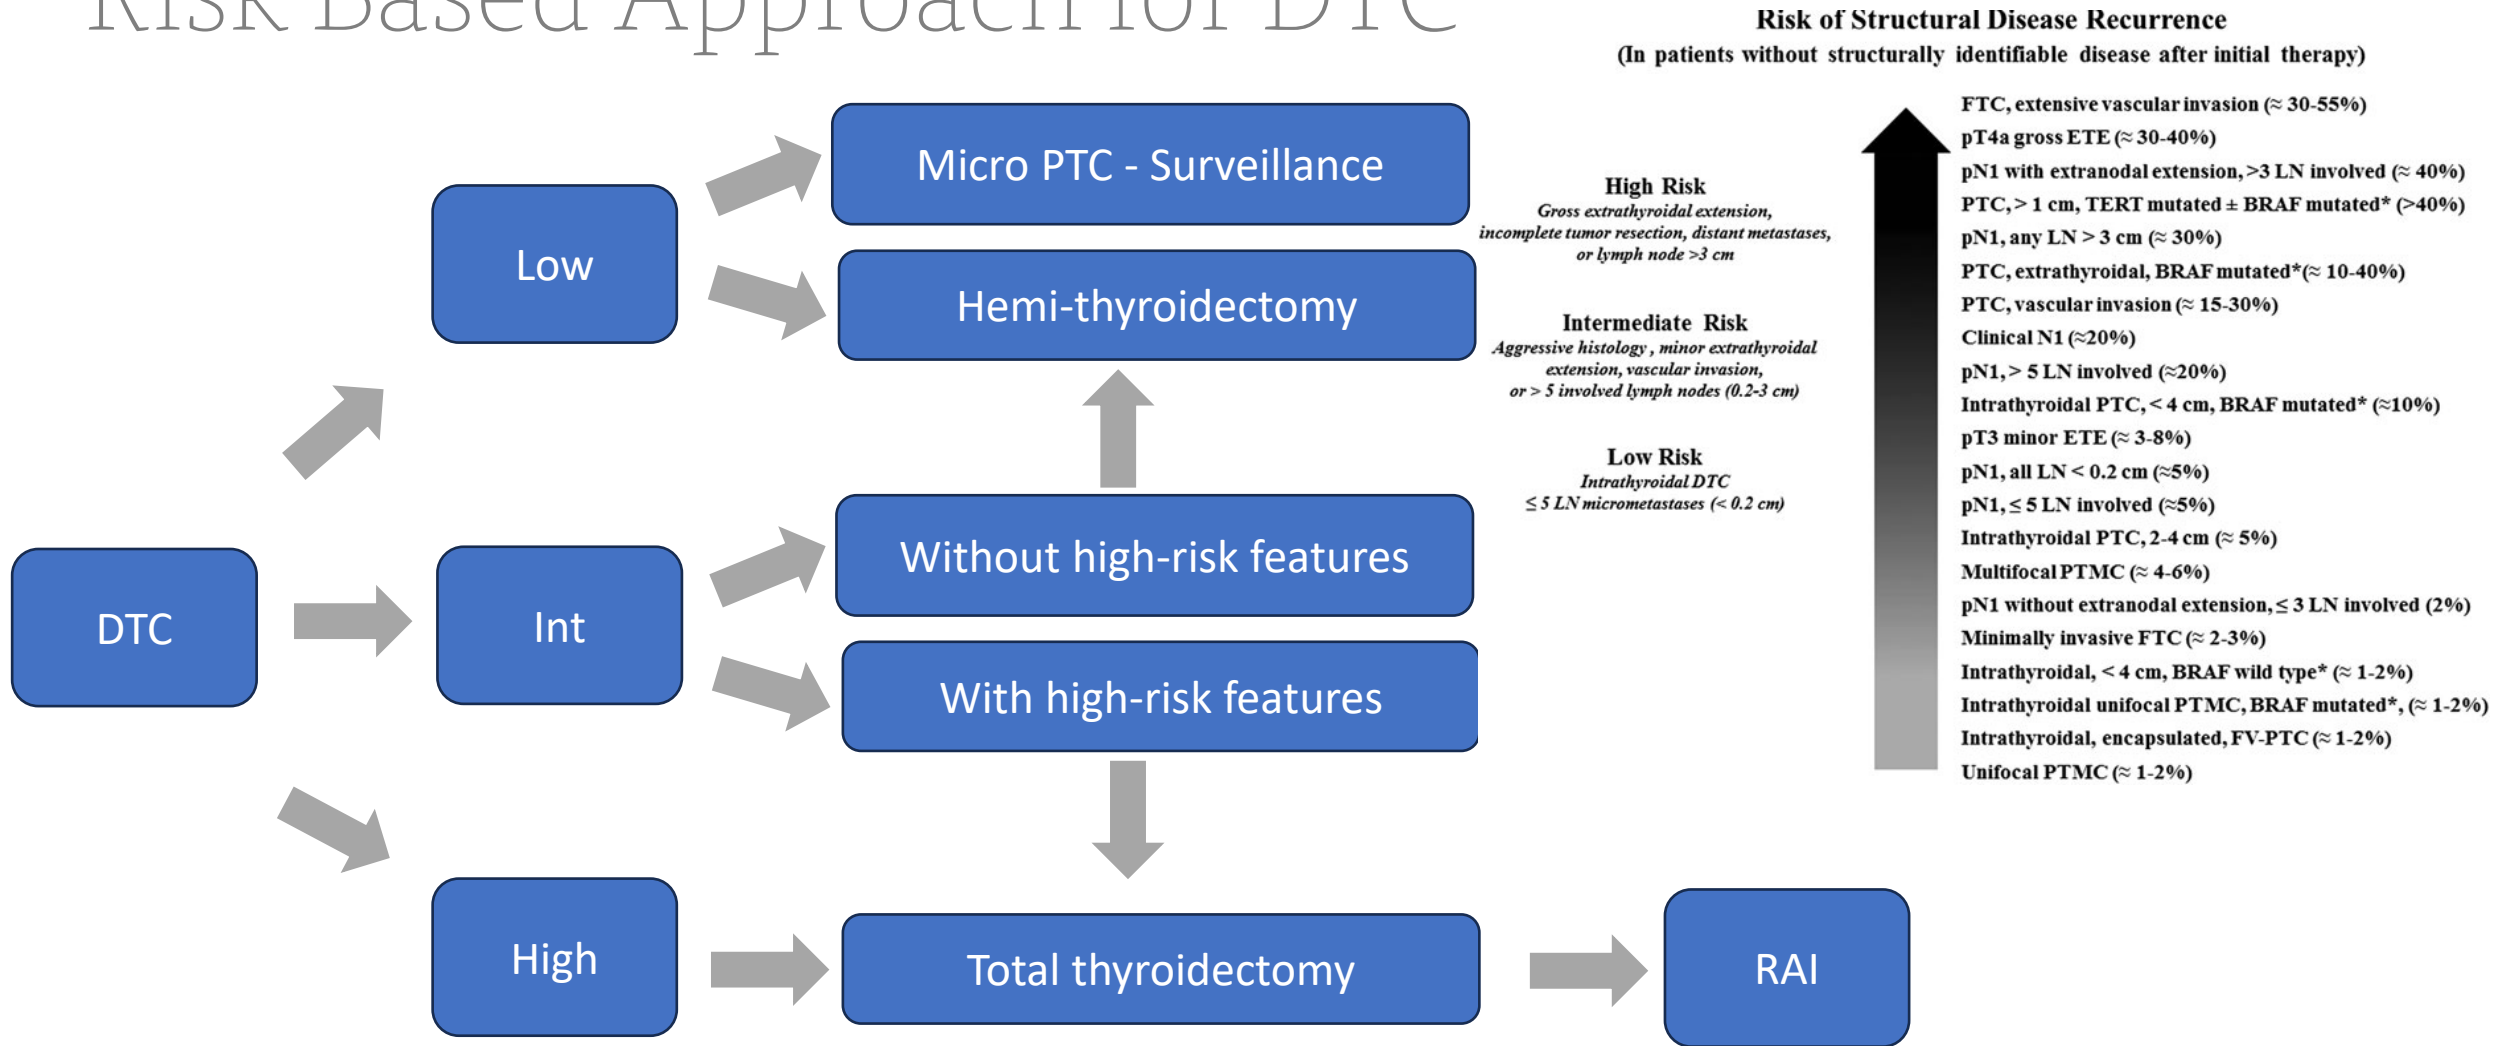 Risk Based Approach for DTC
Risk of Structural Disease Recurrence
(In patients without structurally identifiable disease after initial therapy)
Micro PTC - Surveillance
Low
Hemi-thyroidectomy
Without high-risk features
DTC
Int
With high-risk features
High
Total thyroidectomy
RAI
High Risk
Gross extrathyroidal extension,
incomplete tumor resection, distant metastases,
or lymph node >3 cm
Intermediate Risk
Aggressive histology , minor extrathyroidal
extension, vascular invasion,
or > 5 involved lymph nodes (0.2-3 cm)
Low Risk
Intrathyroidal DTC
≤ 5 LN micrometastases (< 0.2 cm)
FTC, extensive vascular invasion (≈ 30-55%)
pT4a gross ETE (≈ 30-40%)
pN1 with extranodal extension, >3 LN involved (≈ 40%)
PTC, > 1 cm, TERT mutated ± BRAF mutated* (>40%)
pN1, any LN > 3 cm (≈ 30%)
PTC, extrathyroidal, BRAF mutated*(≈ 10-40%)
PTC, vascular invasion (≈ 15-30%)
Clinical N1 (≈20%)
pN1, > 5 LN involved (≈20%)
Intrathyroidal PTC, < 4 cm, BRAF mutated* (≈10%)
pT3 minor ETE (≈ 3-8%)
pN1, all LN < 0.2 cm (≈5%)
pN1, ≤ 5 LN involved (≈5%)
Intrathyroidal PTC, 2-4 cm (≈ 5%)
Multifocal PTMC (≈ 4-6%)
pN1 without extranodal extension, ≤ 3 LN involved (2%)
Minimally invasive FTC (≈ 2-3%)
Intrathyroidal, < 4 cm, BRAF wild type* (≈ 1-2%)
Intrathyroidal unifocal PTMC, BRAF mutated*, (≈ 1-2%)
Intrathyroidal, encapsulated, FV-PTC (≈ 1-2%)
Unifocal PTMC (≈ 1-2%)